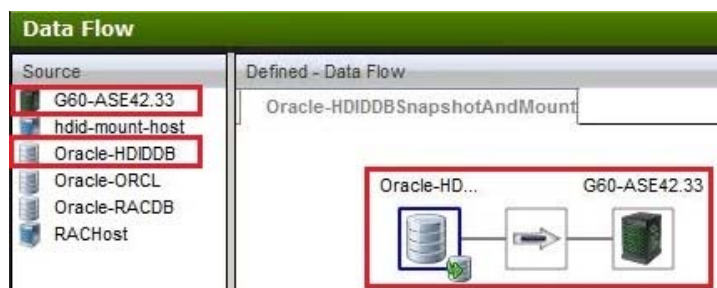 Data Flow
Source
G60-ASE42.33
hdid-mount-host
Oracle-HDIDDB
Oracle-ORCL
Oracle-RACDB
RACHost
Defined - Data Flow
Oracle-HDIDDBSnapshotAndMount
Oracle-HD...
G60-ASE42.33